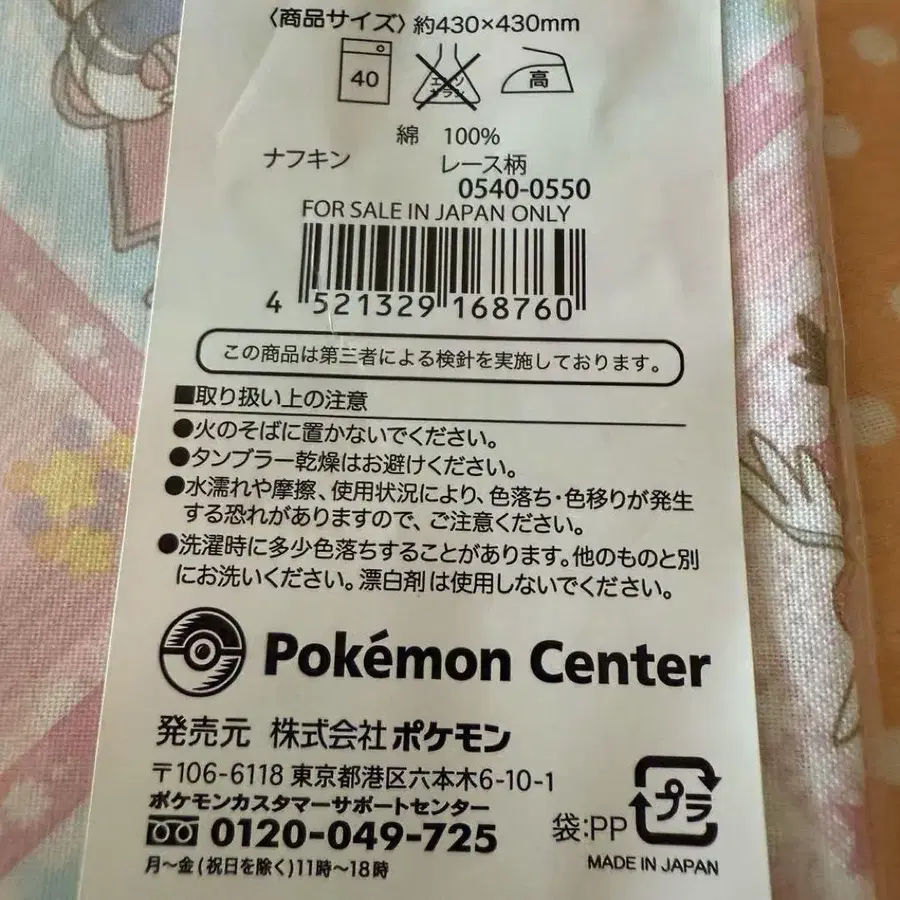 〈商品サイズ〉約430×430mm
40 エンソ サラシ 高
綿 100%
ナフキン レース柄
0540-0550
FOR SALE IN JAPAN ONLY
4 521329 168760
この商品は第三者による検針を実施しております。
■取り扱い上の注意
●火のそばに置かないでください。
●タンブラー乾燥はお避けください。
●水濡れや摩擦、使用状況により、色落ち・色移りが発生
する恐れがありますので、ご注意ください。
●洗濯時に多少色落ちすることがあります。他のものと別
にお洗いください。漂白剤は使用しないでください。
Pokémon Center
発売元 株式会社ポケモン
〒106-6118 東京都港区六本木6-10-1
ポケモンカスタマーサポートセンター
0120-049-725
月～金(祝日を除く)11時～18時
袋:PP プラ
MADE IN JAPAN